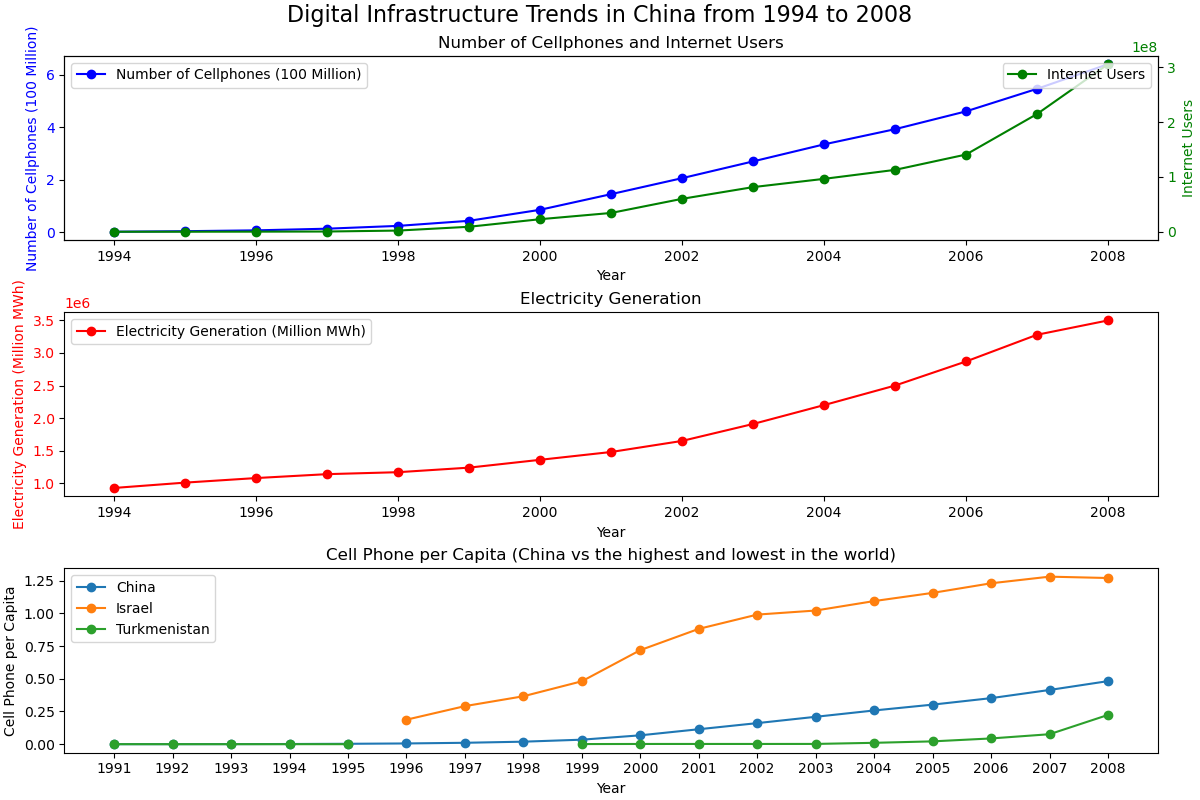 Digital Infrastructure Trends in China from 1994 to 2008
Number of Cellphones and Internet Users
1e8
Number of Cellphones (100 Million)
Internet Users
Number of Cellphones (100 Million)
6
4
2
0
3
2
1
0
Internet Users
1994 1996 1998 2000 2002 2004 2006 2008
Year
Electricity Generation
1e6
Electricity Generation (Million MWh)
Electricity Generation (Million MWh)
3.5
3.0
2.5
2.0
1.5
1.0
1994 1996 1998 2000 2002 2004 2006 2008
Year
Cell Phone per Capita (China vs the highest and lowest in the world)
China
Israel
Turkmenistan
Cell Phone per Capita
1.25
1.00
0.75
0.50
0.25
0.00
1991 1992 1993 1994 1995 1996 1997 1998 1999 2000 2001 2002 2003 2004 2005 2006 2007 2008
Year